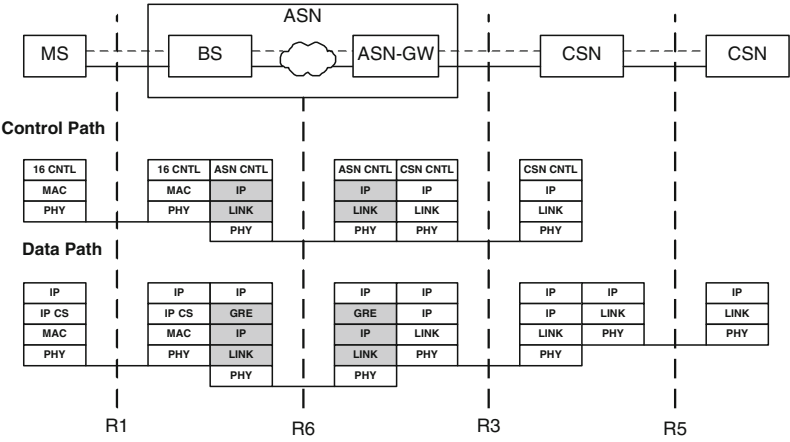 ASN
MS BS ASN-GW CSN CSN
Control Path
16 CNTL 16 CNTL ASN CNTL ASN CNTL CSN CNTL CSN CNTL
MAC MAC IP IP IP IP
PHY PHY LINK LINK LINK LINK
PHY PHY PHY PHY
Data Path
IP IP IP IP IP IP IP IP
IP CS IP CS GRE GRE IP IP LINK LINK
MAC MAC IP IP LINK LINK PHY PHY
PHY PHY LINK LINK PHY PHY
PHY PHY
R1 R6 R3 R5